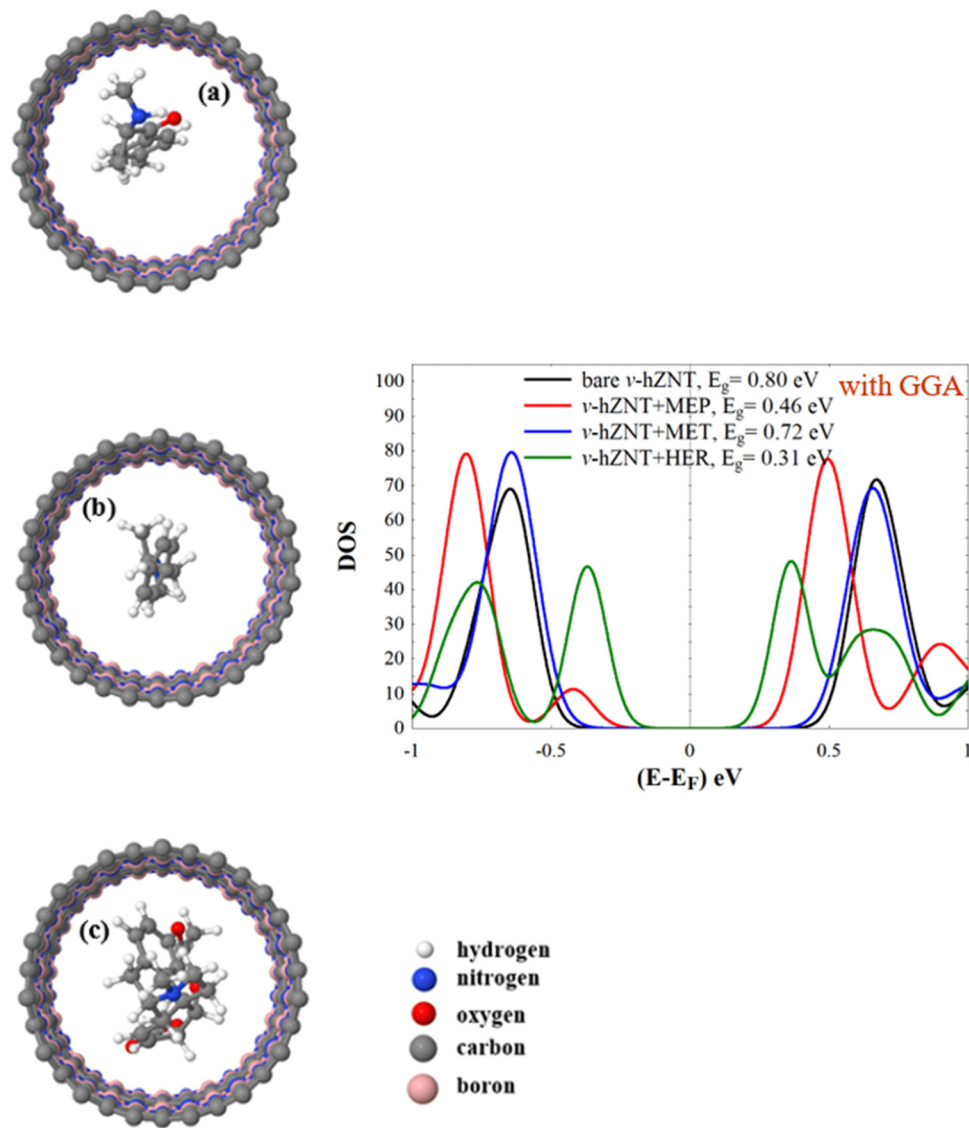 (a)
bare v-hZNT, Eg= 0.80 eV
with GGA
v-hZNT+MEP, Eg= 0.46 eV
v-hZNT+MET, Eg= 0.72 eV
v-hZNT+HER, Eg= 0.31 eV
100
90
80
70
60
50
40
30
20
10
0
DOS
-1
-0.5
0
0.5
1
(E-EF) eV
(b)
(c)
hydrogen
nitrogen
oxygen
carbon
boron